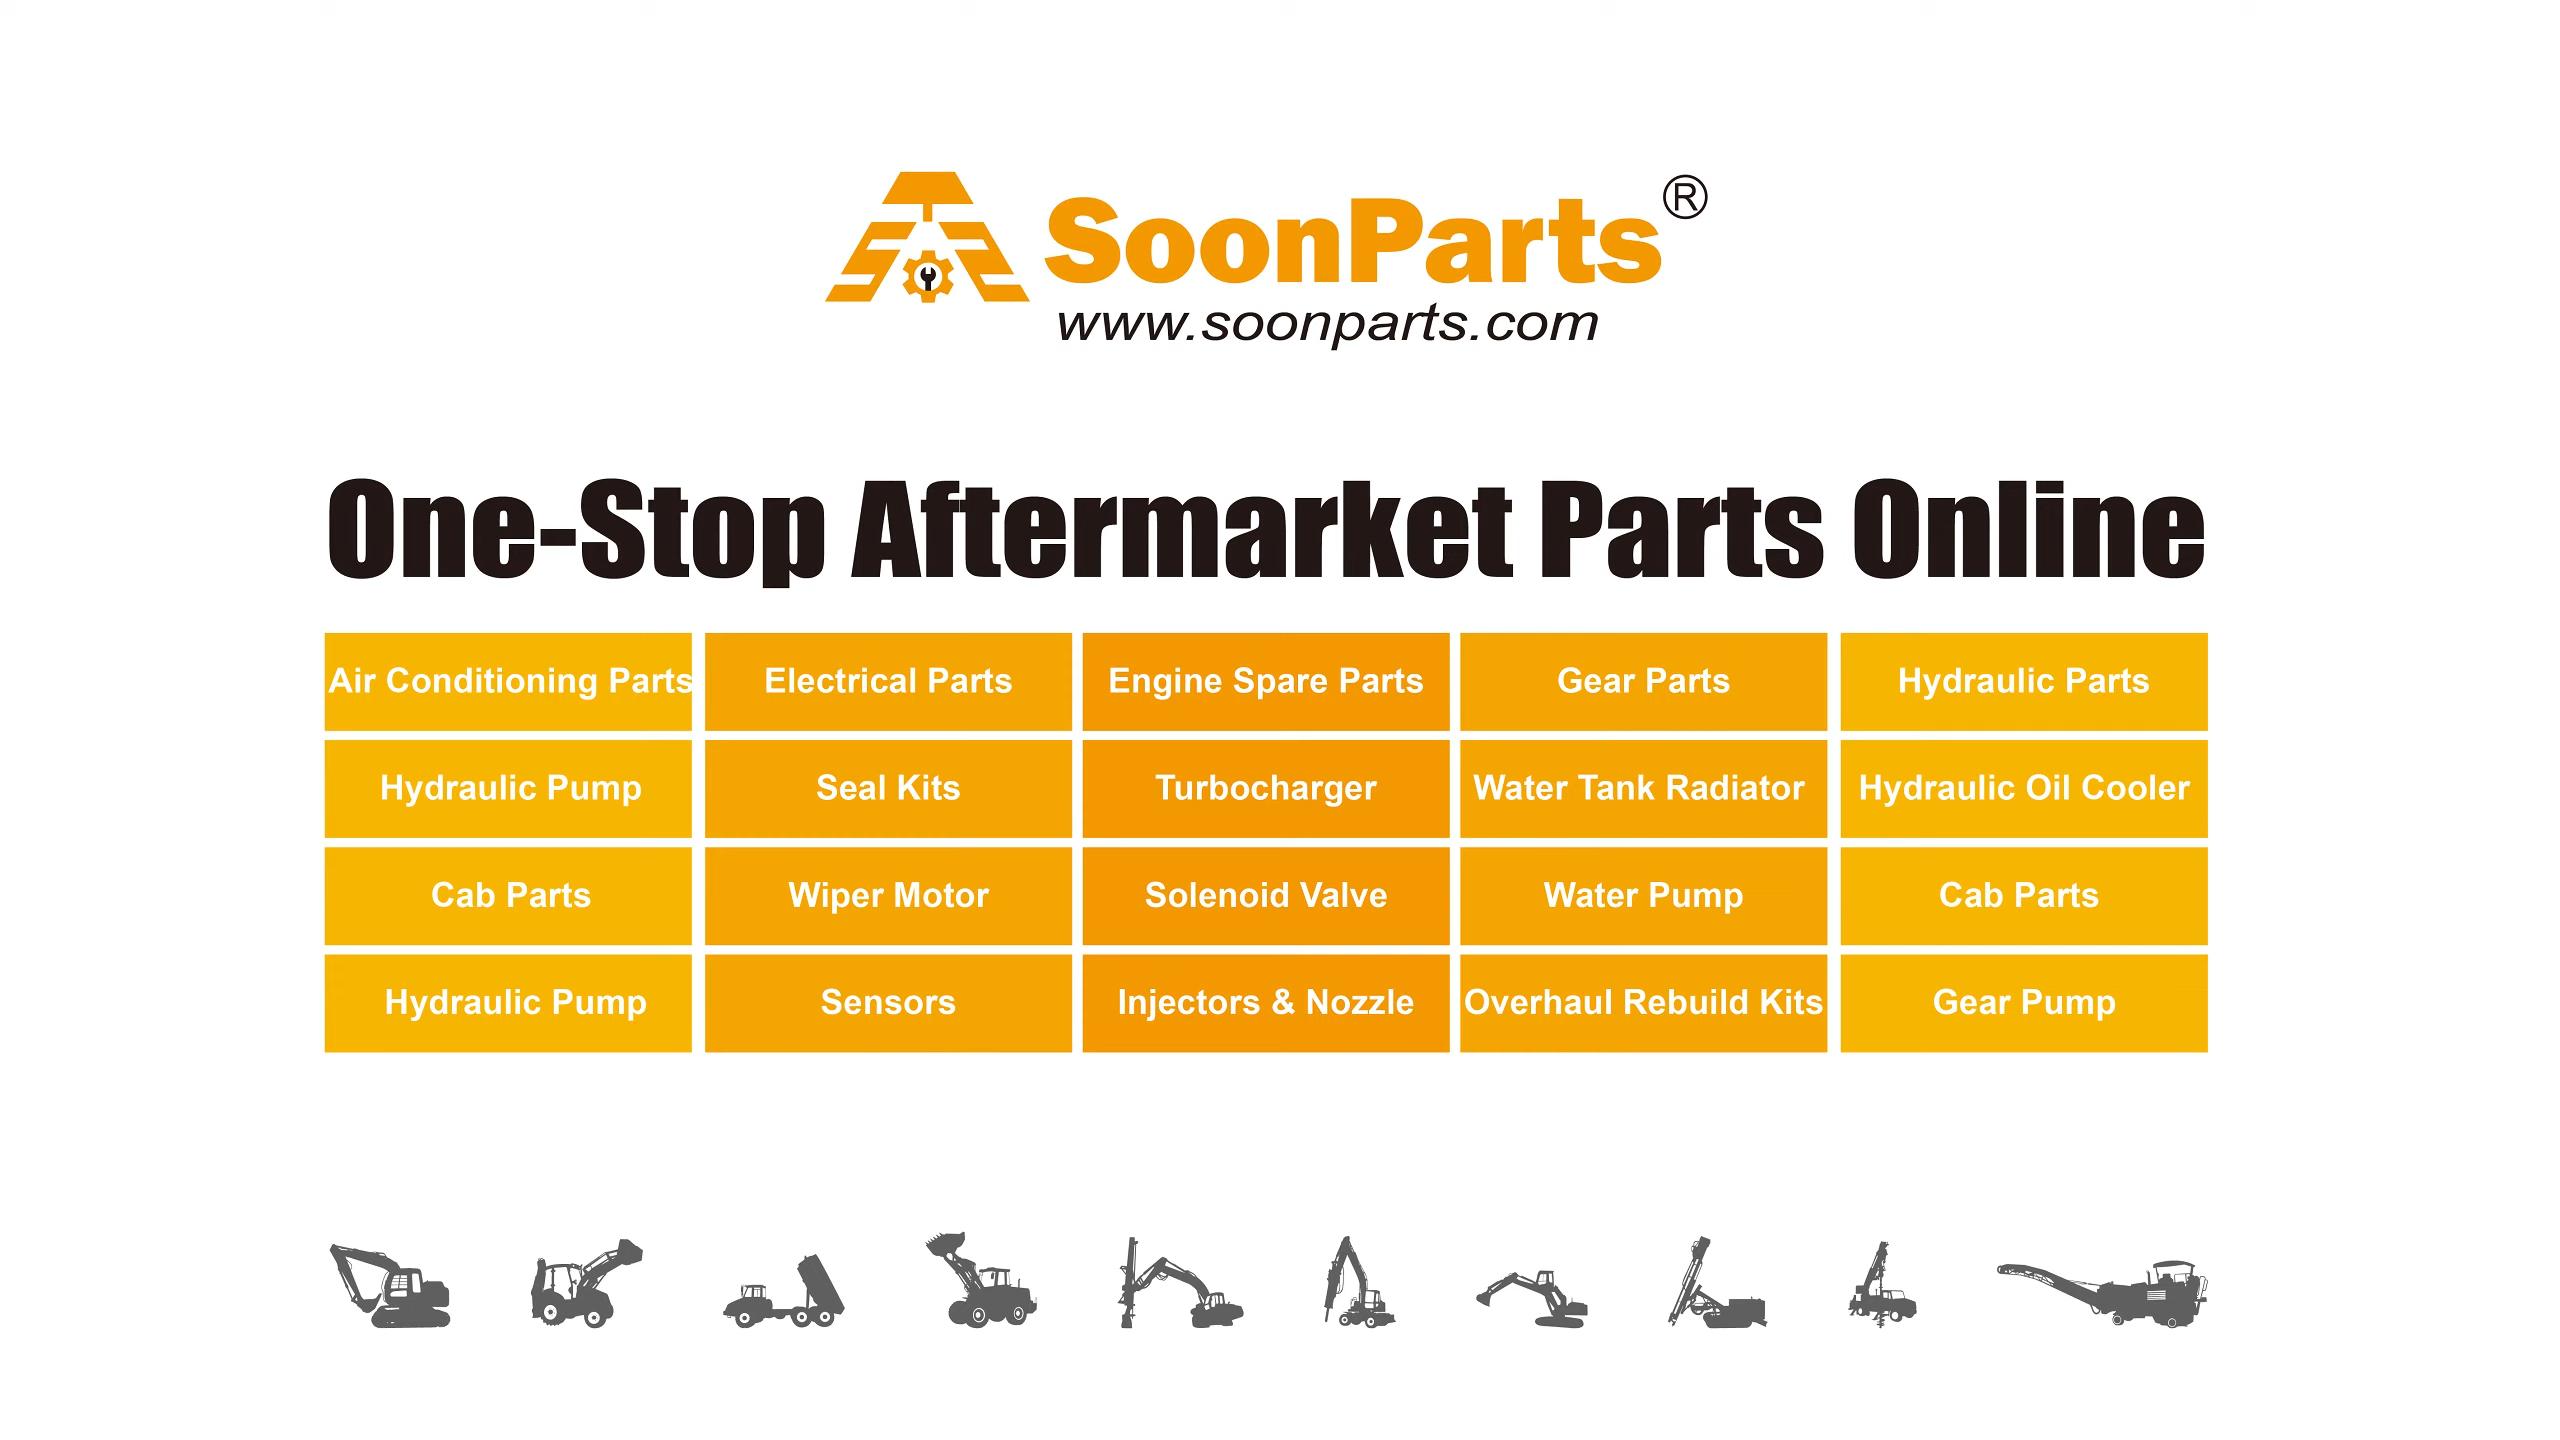 SoonParts®
www.soonparts.com
One-Stop Aftermarket Parts Online
Air Conditioning Parts
Electrical Parts
Engine Spare Parts
Gear Parts
Hydraulic Parts
Hydraulic Pump
Seal Kits
Turbocharger
Water Tank Radiator
Hydraulic Oil Cooler
Cab Parts
Wiper Motor
Solenoid Valve
Water Pump
Cab Parts
Hydraulic Pump
Sensors
Injectors & Nozzle
Overhaul Rebuild Kits
Gear Pump